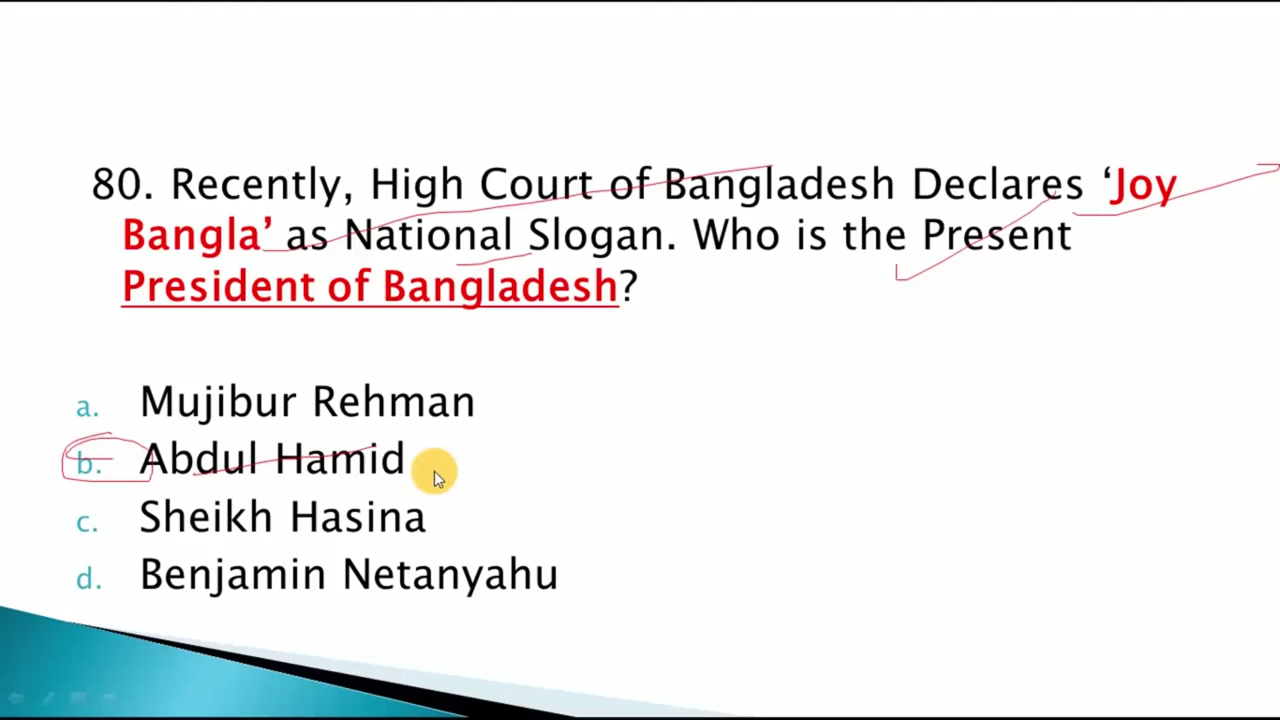 80. Recently, High Court of Bangladesh Declares ‘Joy
Bangla’ as National Slogan. Who is the Present
President of Bangladesh?
a. Mujibur Rehman
b. Abdul Hamid
c. Sheikh Hasina
d. Benjamin Netanyahu